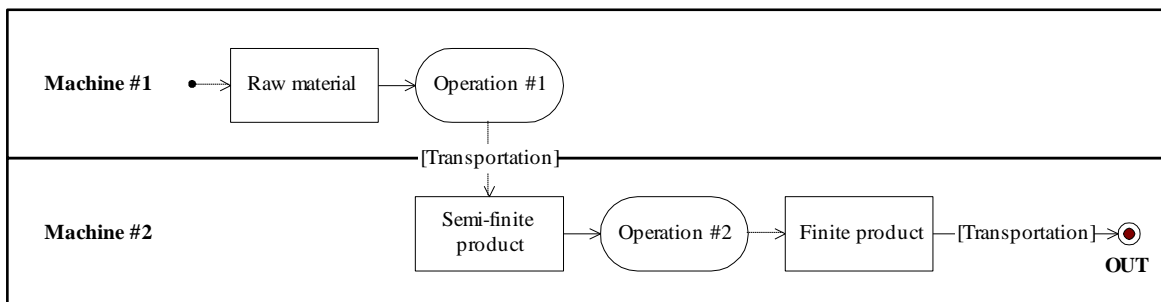 Machine #1
Raw material
Operation #1
[Transportation]
Machine #2
Semi-finite
product
Operation #2
Finite product
[Transportation]
OUT